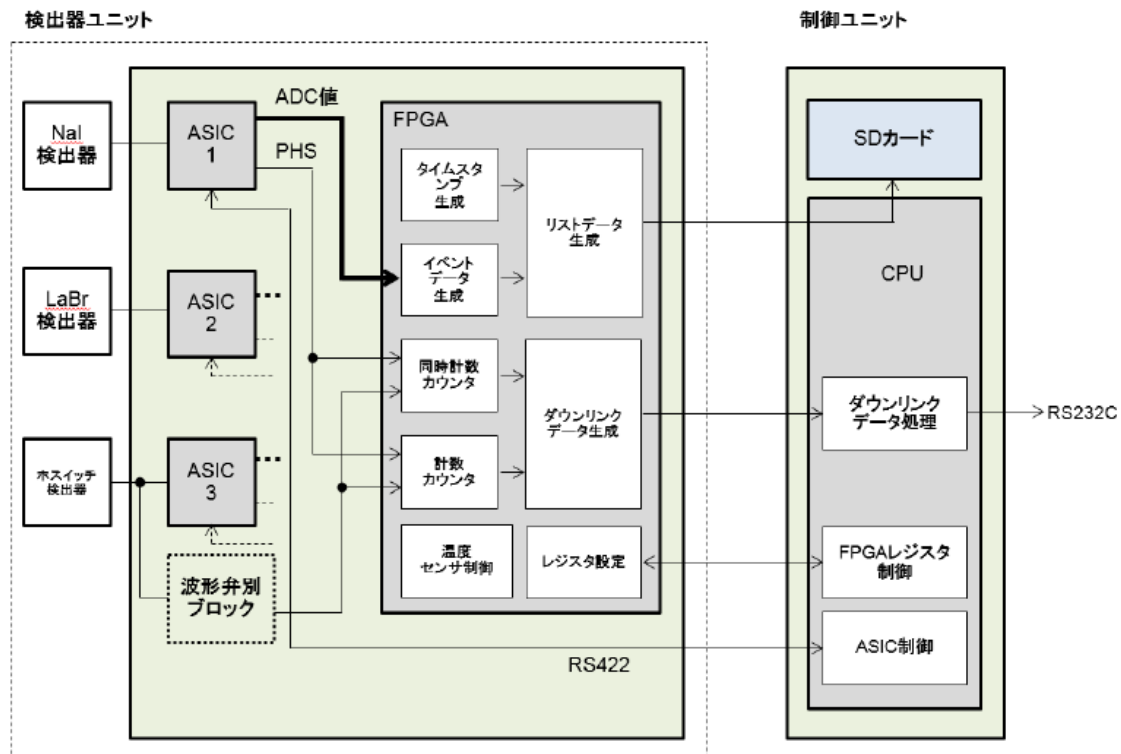 検出器ユニット
制御ユニット
NaI
検出器
LaBr
検出器
ホスイッチ
検出器
ASIC
1
ASIC
2
ASIC
3
波形弁別
ブロック
ADC値
PHS
FPGA
タイムスタ
ンプ
生成
イベント
データ
生成
リストデータ
生成
同時計数
カウンタ
計数
カウンタ
ダウンリンク
データ生成
温度
センサ制御
レジスタ設定
RS422
SDカード
CPU
ダウンリンク
データ処理
RS232C
FPGAレジスタ
制御
ASIC制御